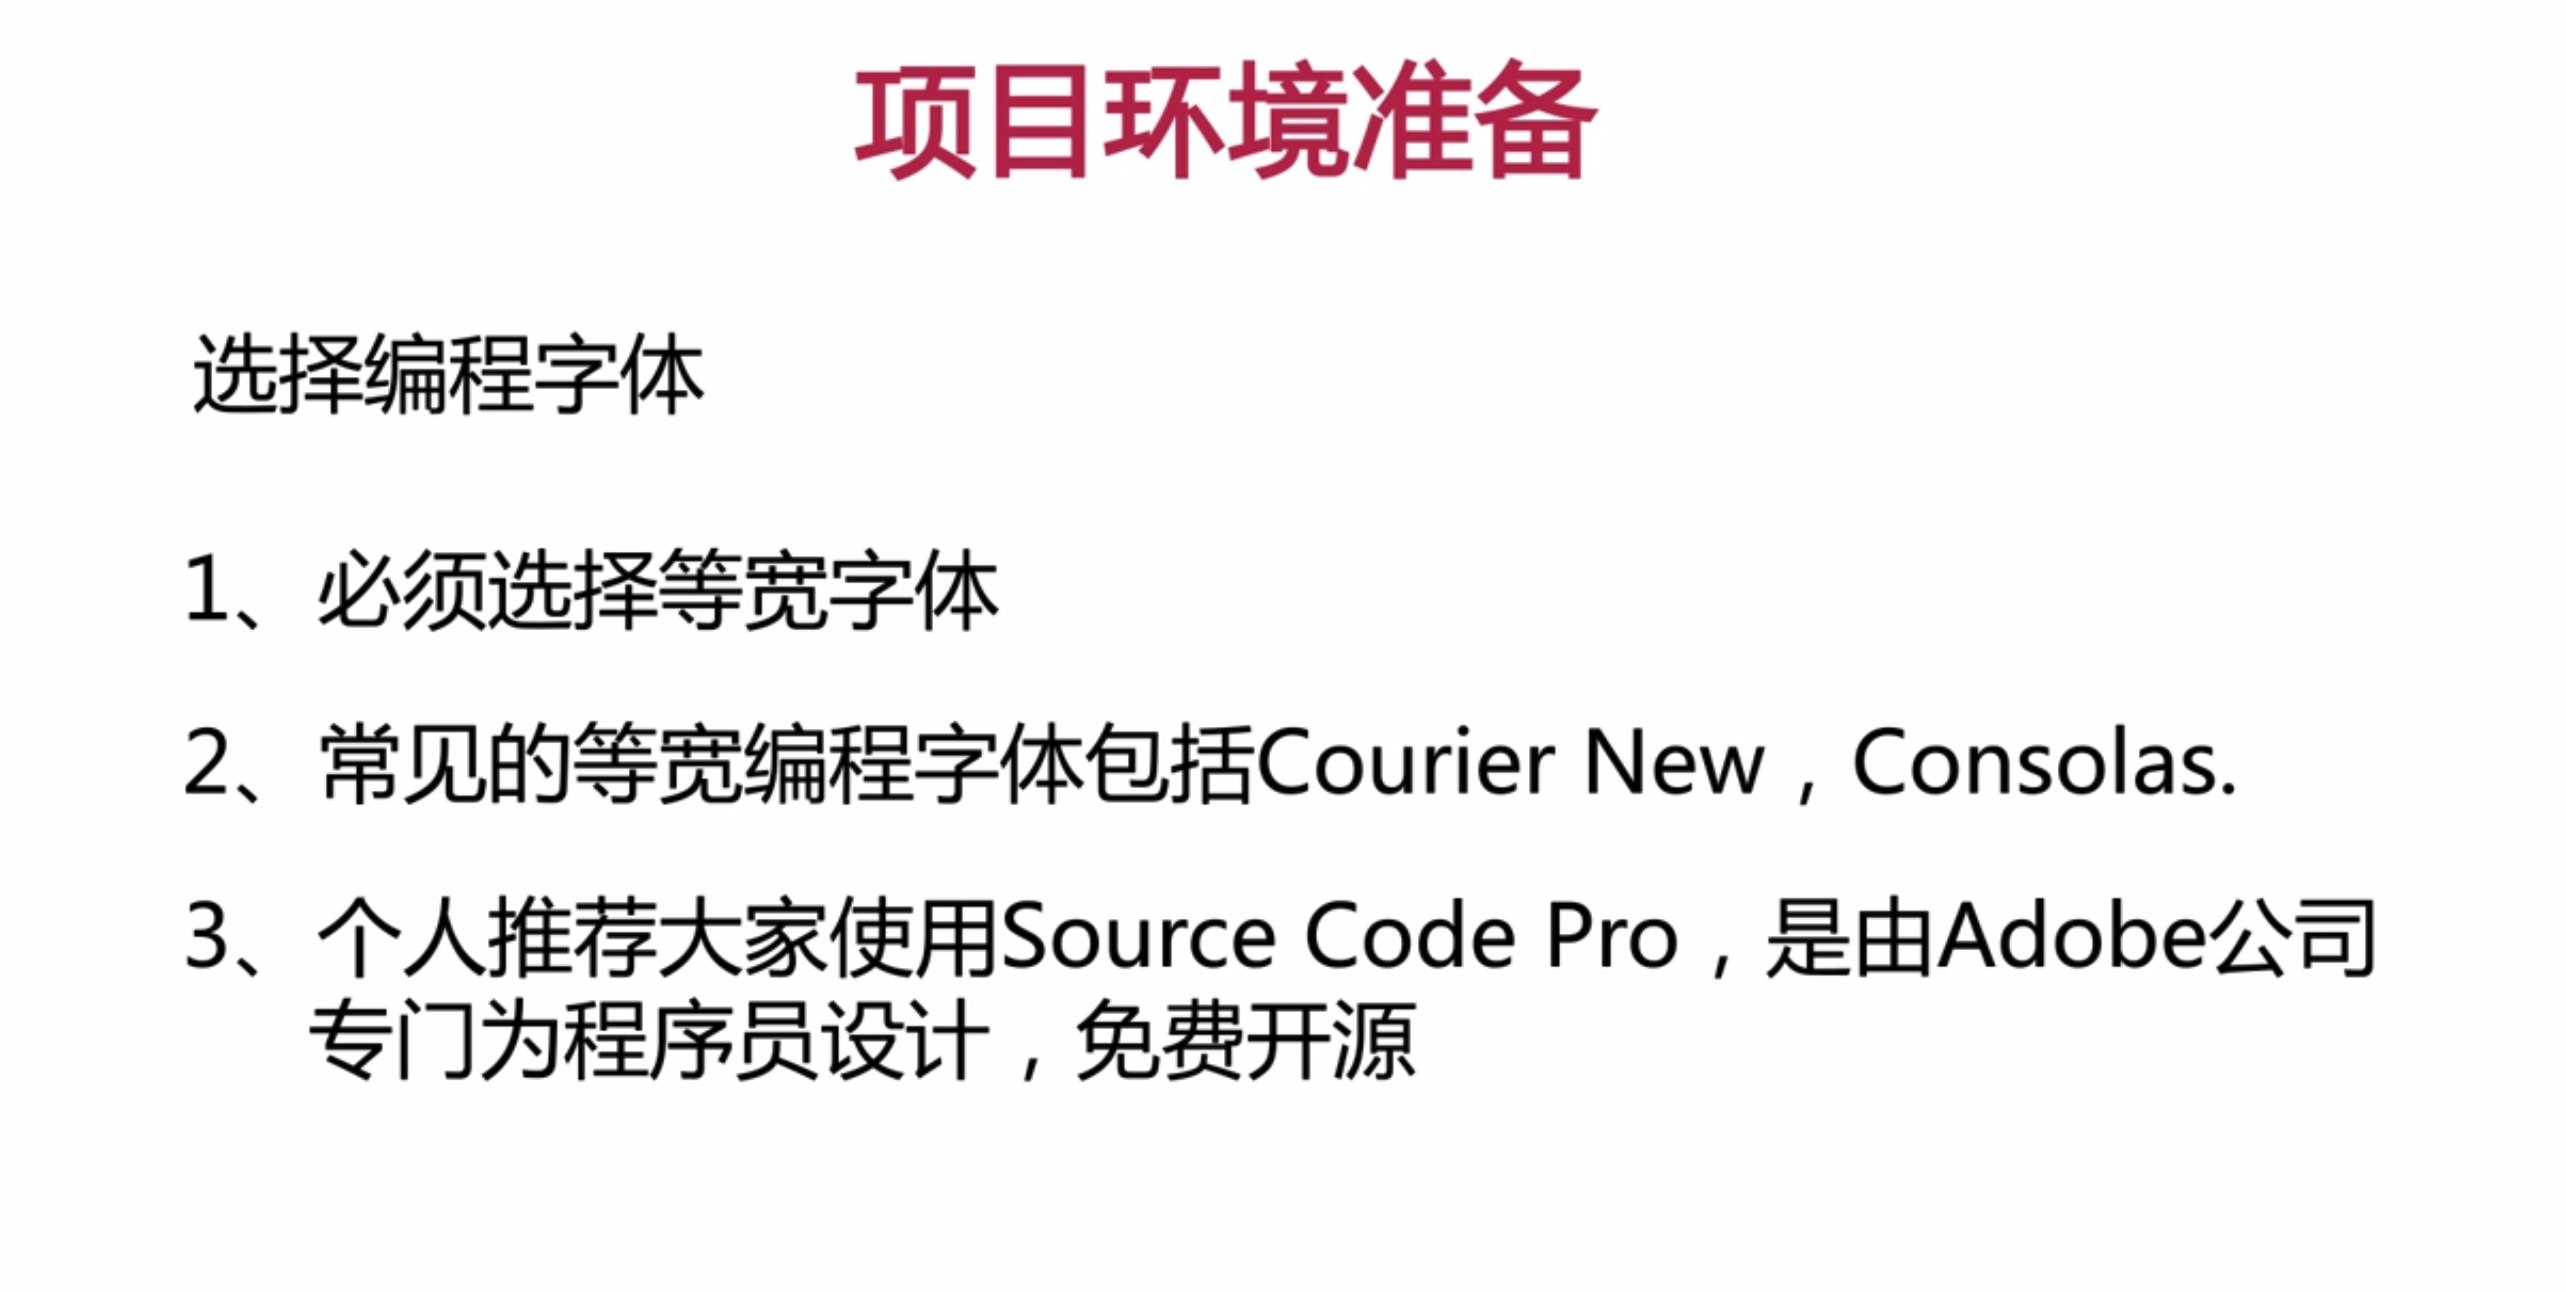 项目环境准备
选择编程字体
1、必须选择等宽字体
2、常见的等宽编程字体包括Courier New，Consolas.
3、个人推荐大家使用Source Code Pro，是由Adobe公司
专门为程序员设计，免费开源